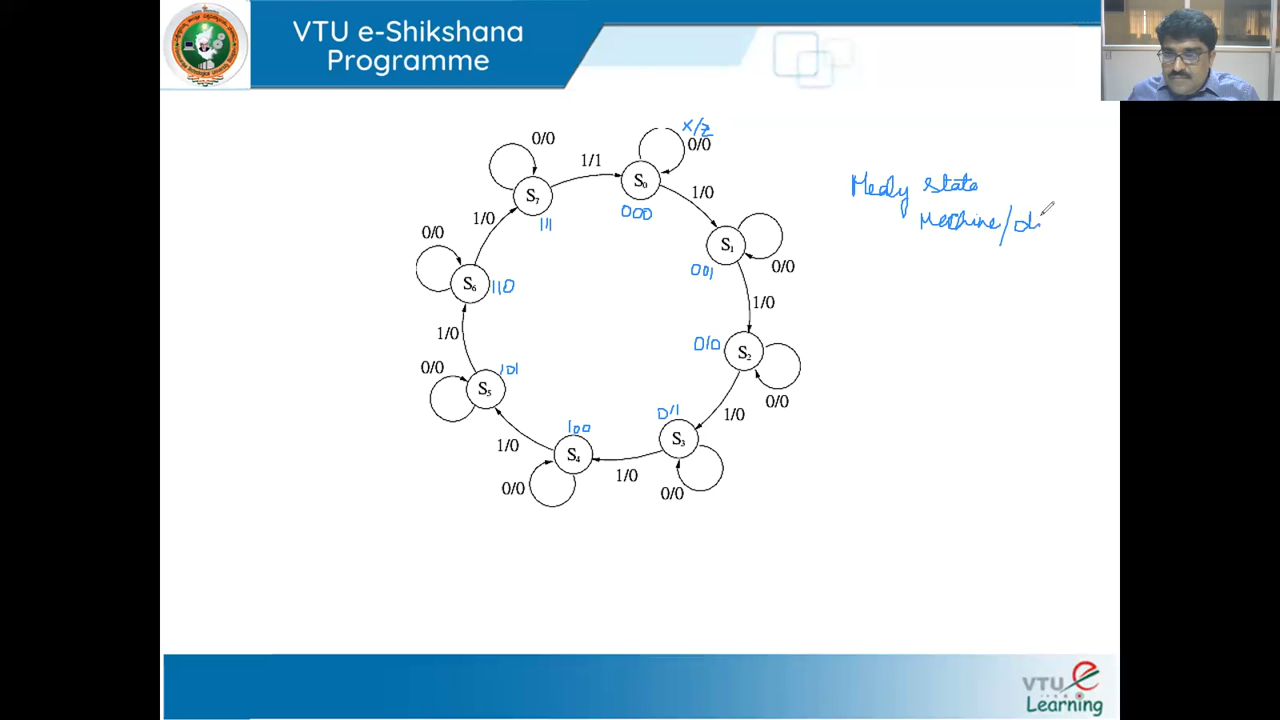 VTU e-Shikshana
Programme
x/z
0/0
0/0
1/1
S₀
1/0
Mealy state
S₇
000
Machine/di
1/0
111
S₁
0/0
001
0/0
S₆
110
1/0
1/0
010
S₂
0/0
101
S₅
0/0
011
1/0
100
S₃
1/0
S₄
1/0
0/0
0/0
VTU e
Learning